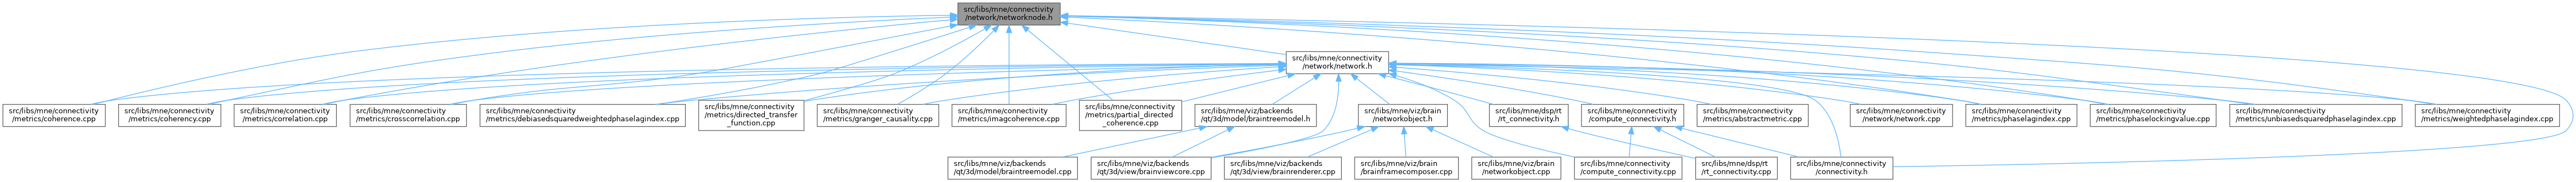 src/libs/mne/connectivity
/network/networknode.h
src/libs/mne/connectivity
/network/network.h
src/libs/mne/connectivity
/metrics/coherence.cpp
src/libs/mne/connectivity
/metrics/coherency.cpp
src/libs/mne/connectivity
/metrics/correlation.cpp
src/libs/mne/connectivity
/metrics/crosscorrelation.cpp
src/libs/mne/connectivity
/metrics/debiasedsquaredweightedphaselagindex.cpp
src/libs/mne/connectivity
/metrics/directed_transfer
_function.cpp
src/libs/mne/connectivity
/metrics/granger_causality.cpp
src/libs/mne/connectivity
/metrics/imagcoherence.cpp
src/libs/mne/connectivity
/metrics/partial_directed
_coherence.cpp
src/libs/mne/viz/backends
/qt/3d/model/braintreemodel.h
src/libs/mne/viz/brain
/networkobject.h
src/libs/mne/dsp/rt
/rt_connectivity.h
src/libs/mne/connectivity
/compute_connectivity.h
src/libs/mne/connectivity
/metrics/abstractmetric.cpp
src/libs/mne/connectivity
/network/network.cpp
src/libs/mne/connectivity
/metrics/phaselagindex.cpp
src/libs/mne/connectivity
/metrics/phaselockingvalue.cpp
src/libs/mne/connectivity
/metrics/unbiasedsquaredphaselagindex.cpp
src/libs/mne/connectivity
/metrics/weightedphaselagindex.cpp
src/libs/mne/viz/backends
/qt/3d/model/braintreemodel.cpp
src/libs/mne/viz/backends
/qt/3d/view/brainviewcore.cpp
src/libs/mne/viz/backends
/qt/3d/view/brainrenderer.cpp
src/libs/mne/viz/brain
/brainframecomposer.cpp
src/libs/mne/viz/brain
/networkobject.cpp
src/libs/mne/connectivity
/compute_connectivity.cpp
src/libs/mne/dsp/rt
/rt_connectivity.cpp
src/libs/mne/connectivity
/connectivity.h